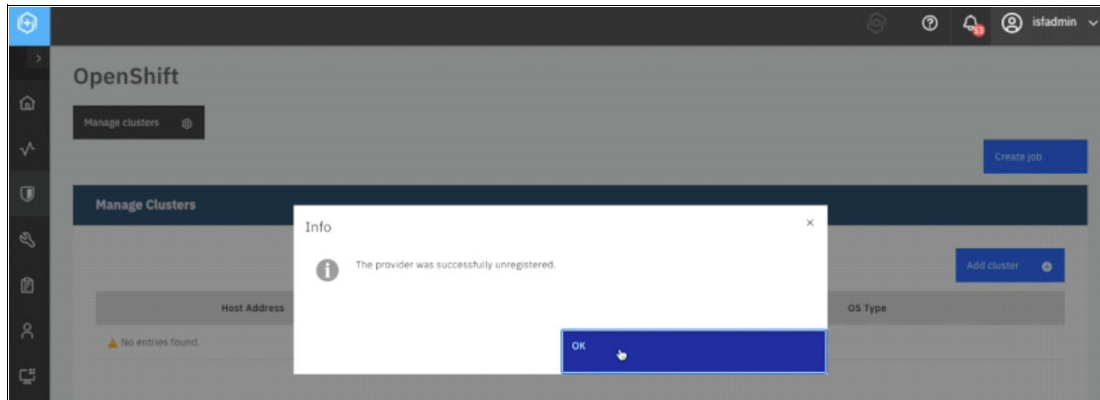 53
isfadmin
OpenShift
Manage clusters
Create job
Manage Clusters
Info
The provider was successfully unregistered.
Add cluster
Host Address
OS Type
No entries found.
OK